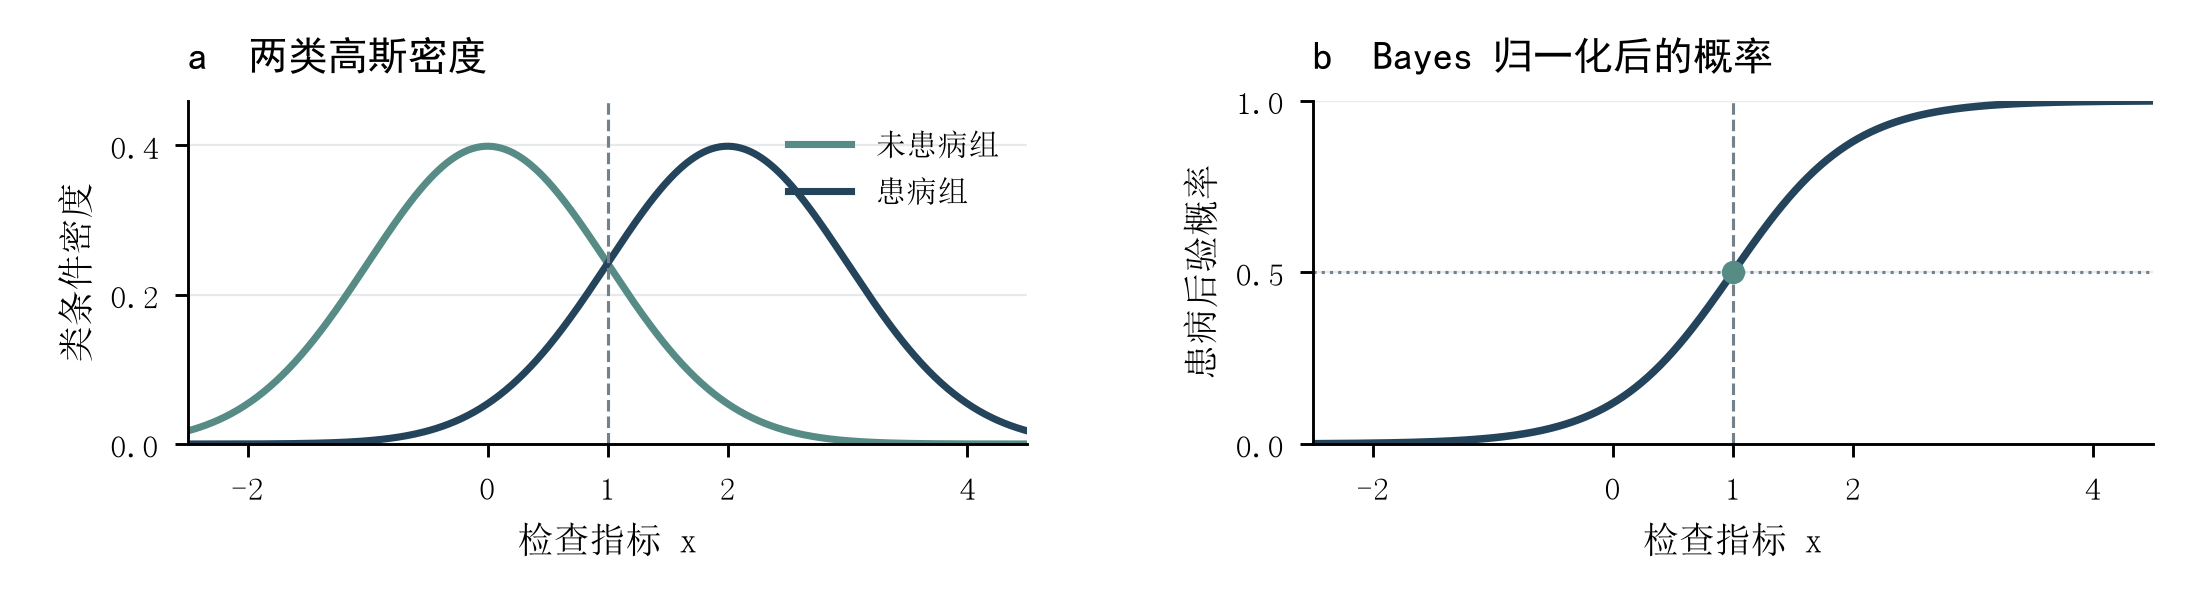 a 两类高斯密度
类条件密度
0.4
0.2
0.0
未患病组
患病组
-2 0 1 2 4
检查指标 x
b Bayes 归一化后的概率
患病后验概率
1.0
0.5
0.0
-2 0 1 2 4
检查指标 x